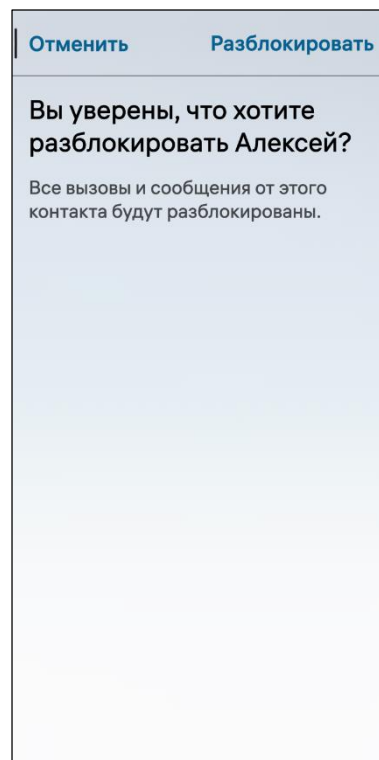 Отменить Разблокировать
Вы уверены, что хотите
разблокировать Алексей?
Все вызовы и сообщения от этого
контакта будут разблокированы.